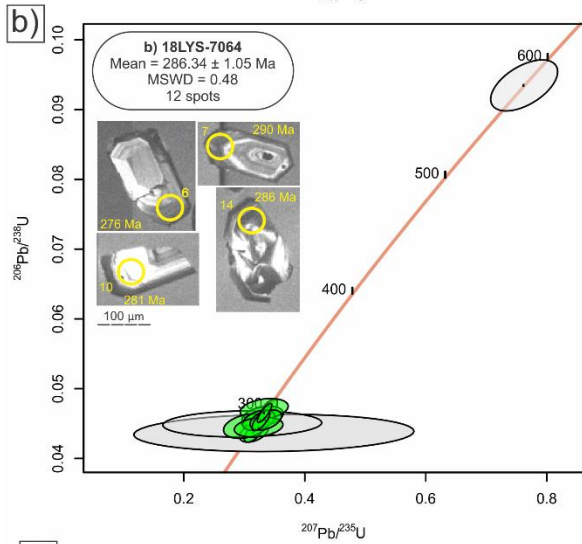 b)
b) 18LYS-7064
Mean = 286.34 ± 1.05 Ma
MSWD = 0.48
12 spots
7
290 Ma
6
276 Ma
14
286 Ma
10
281 Ma
100 µm
600
500
400
300
0.10
0.09
0.08
0.07
0.06
0.05
0.04
²⁰⁶Pb/²³⁸U
0.2
0.4
0.6
0.8
²⁰⁷Pb/²³⁵U